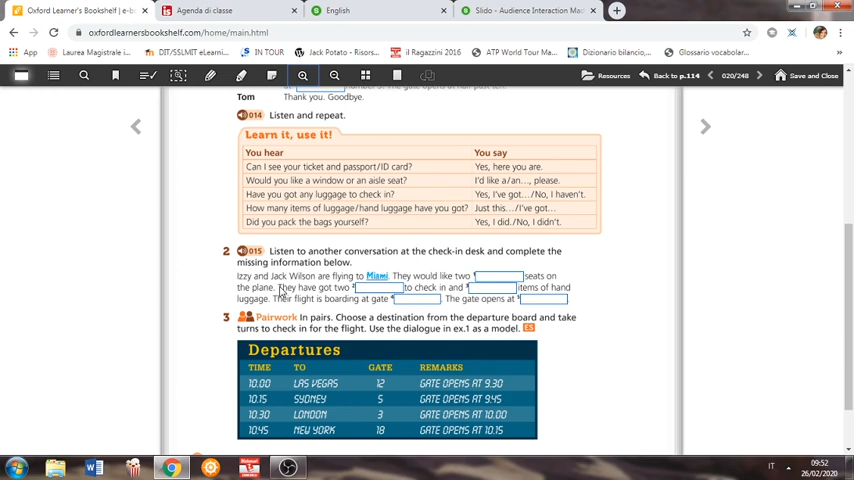 Oxford Learner's Bookshelf | e-bo
Agenda di classe
English
Slido - Audience Interaction Mad
oxfordlearnersbookshelf.com/home/main.html
App
Laurea Magistrale i...
DIT/SSLMIT eLearni...
IN TOUR
Jack Potato - Risors...
il Ragazzini 2016
ATP World Tour Ma...
Dizionario bilancio,...
Glossario vocabolar...
Resources
Back to p.114
020/248
Save and Close
Tom Thank you. Goodbye.
014 Listen and repeat.
Learn it, use it!
You hear You say
Can I see your ticket and passport/ID card? Yes, here you are.
Would you like a window or an aisle seat? I'd like a/an…, please.
Have you got any luggage to check in? Yes, I've got…/No, I haven't.
How many items of luggage/hand luggage have you got? Just this…/I've got…
Did you pack the bags yourself? Yes, I did./No, I didn't.
2 015 Listen to another conversation at the check-in desk and complete the
missing information below.
Izzy and Jack Wilson are flying to Miami. They would like two 1 seats on
the plane. They have got two 2 to check in and 3 items of hand
luggage. Their flight is boarding at gate 4 . The gate opens at 5 .
3 Pairwork In pairs. Choose a destination from the departure board and take
turns to check in for the flight. Use the dialogue in ex.1 as a model. ES
Departures
TIME TO GATE REMARKS
10.00 LAS VEGAS 12 GATE OPENS AT 9.30
10.15 SYDNEY 5 GATE OPENS AT 9.45
10.30 LONDON 3 GATE OPENS AT 10.00
10.45 NEW YORK 18 GATE OPENS AT 10.15
IT
09:52
26/02/2020